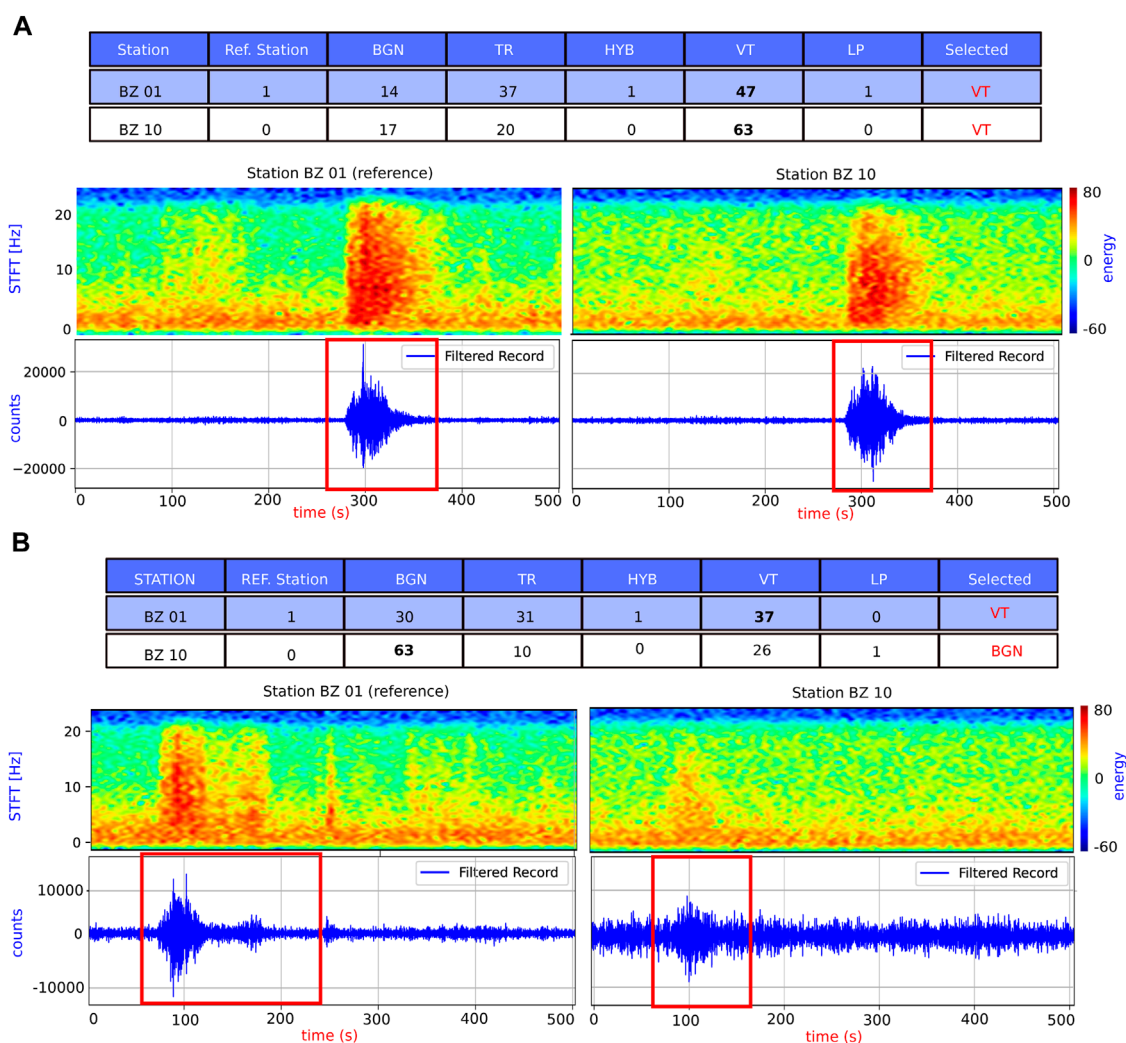 A
Station Ref. Station BGN TR HYB VT LP Selected
BZ 01 1 14 37 1 47 1 VT
BZ 10 0 17 20 0 63 0 VT
Station BZ 01 (reference) Station BZ 10
STFT [Hz] 20 10 0
80 0 -60 energy
Filtered Record Filtered Record
counts 20000 0 −20000
0 100 200 300 400 500 0 100 200 300 400 500
time (s) time (s)
B
STATION REF. Station BGN TR HYB VT LP Selected
BZ 01 1 30 31 1 37 0 VT
BZ 10 0 63 10 0 26 1 BGN
Station BZ 01 (reference) Station BZ 10
STFT [Hz] 20 10 0
80 0 -60 energy
Filtered Record Filtered Record
counts 10000 0 -10000
0 100 200 300 400 500 0 100 200 300 400 500
time (s) time (s)